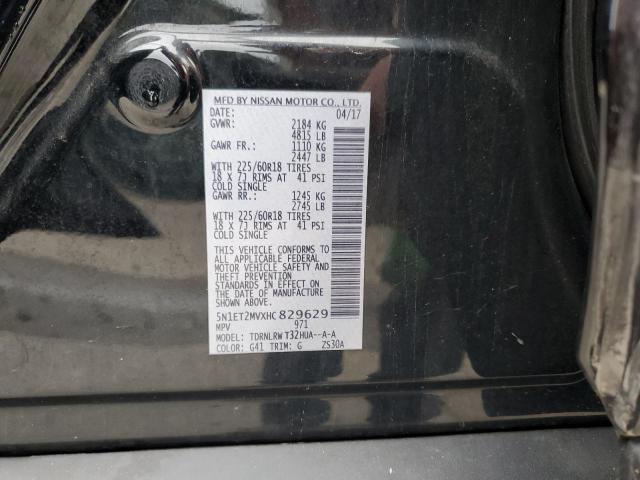 MFD BY NISSAN MOTOR CO., LTD.
DATE: 04/17
GVWR: 2184 KG
4815 LB
GAWR FR.: 1110 KG
2447 LB
WITH 225/60R18 TIRES
18 X 7J RIMS AT 41 PSI
COLD SINGLE
GAWR RR.: 1245 KG
2745 LB
WITH 225/60R18 TIRES
18 X 7J RIMS AT 41 PSI
COLD SINGLE
THIS VEHICLE CONFORMS TO
ALL APPLICABLE FEDERAL
MOTOR VEHICLE SAFETY AND
THEFT PREVENTION
STANDARDS IN EFFECT ON
THE DATE OF MANUFACTURE
SHOWN ABOVE.
5N1ET2MVXHC 829629
MPV 971
MODEL: TDRNLRW T32HUA--A-A
COLOR: G41 TRIM: G ZS30A